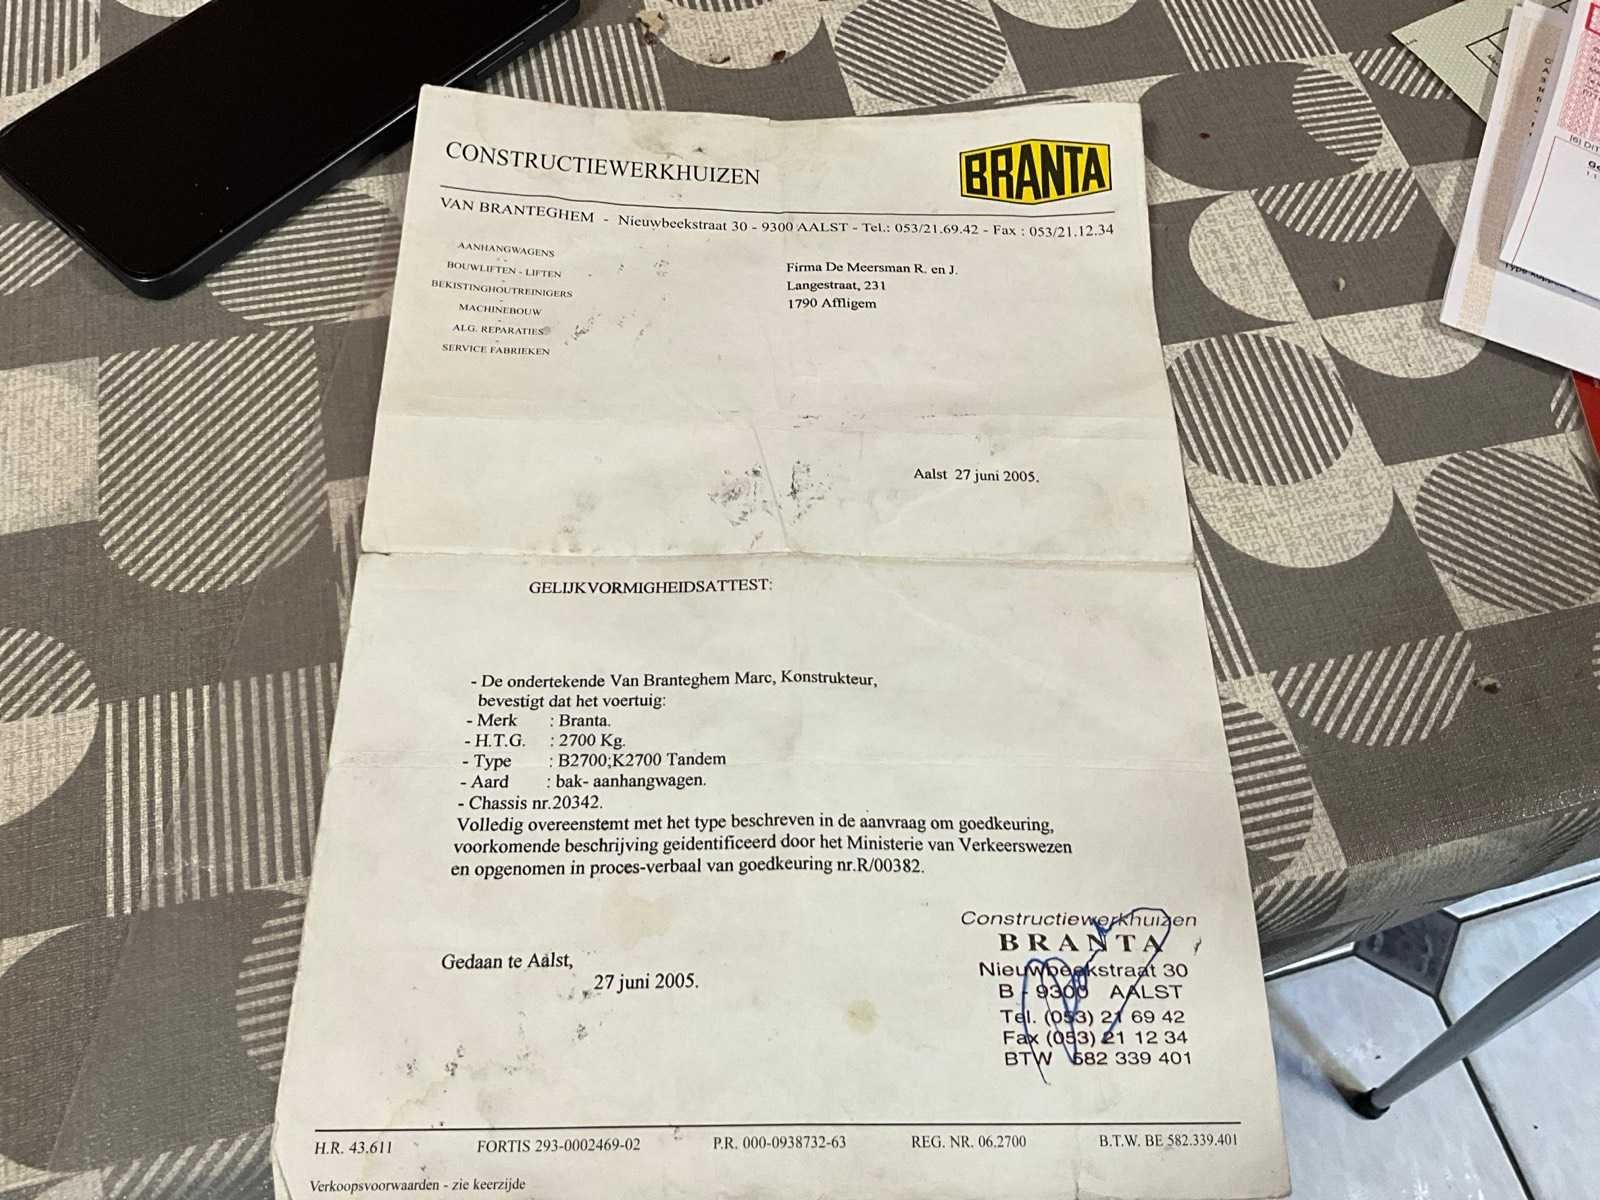 CONSTRUCTIEWERKHUIZEN
BRANTA
VAN BRANTEGHEM - Nieuwbeekstraat 30 - 9300 AALST - Tel.: 053/21.69.42 - Fax : 053/21.12.34
AANHANGWAGENS
-
BOUWLIFTEN - LIFTEN
-
BEKISTINGHOUTREINIGERS
-
MACHINEBOUW
-
ALG. REPARATIES
-
SERVICE FABRIEKEN
Firma De Meersman R. en J.
Langestraat, 231
1790 Affligem
Aalst 27 juni 2005.
GELIJKVORMIGHEIDSATTEST:
- De ondertekende Van Branteghem Marc, Konstrukteur,
bevestigt dat het voertuig:
- Merk : Branta.
- H.T.G. : 2700 Kg.
- Type : B2700;K2700 Tandem
- Aard : bak- aanhangwagen.
- Chassis nr.20342.
Volledig overeenstemt met het type beschreven in de aanvraag om goedkeuring,
voorkomende beschrijving geidentificeerd door het Ministerie van Verkeerswezen
en opgenomen in proces-verbaal van goedkeuring nr.R/00382.
Gedaan te Aalst,
27 juni 2005.
Constructiewerkhuizen
BRANTA
Nieuwbeekstraat 30
B - 9300 AALST
Tel. (053) 21 69 42
Fax (053) 21 12 34
BTW 582 339 401
H.R. 43.611 FORTIS 293-0002469-02 P.R. 000-0938732-63 REG. NR. 06.2700 B.T.W. BE 582.339.401
Verkoopsvoorwaarden - zie keerzijde